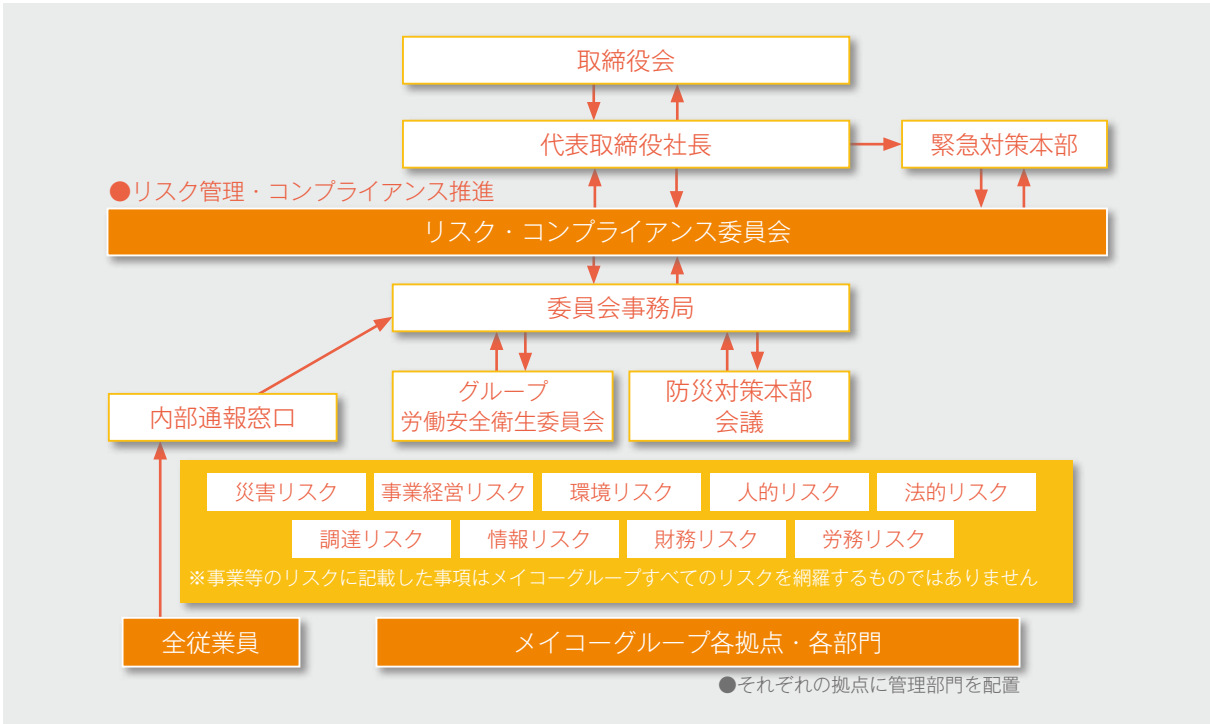 取締役会
代表取締役社長
緊急対策本部
●リスク管理・コンプライアンス推進
リスク・コンプライアンス委員会
委員会事務局
内部通報窓口
グループ
労働安全衛生委員会
防災対策本部
会議
災害リスク
事業経営リスク
環境リスク
人的リスク
法的リスク
調達リスク
情報リスク
財務リスク
労務リスク
※事業等のリスクに記載した事項はメイコーグループすべてのリスクを網羅するものではありません
全従業員
メイコーグループ各拠点・各部門
●それぞれの拠点に管理部門を配置